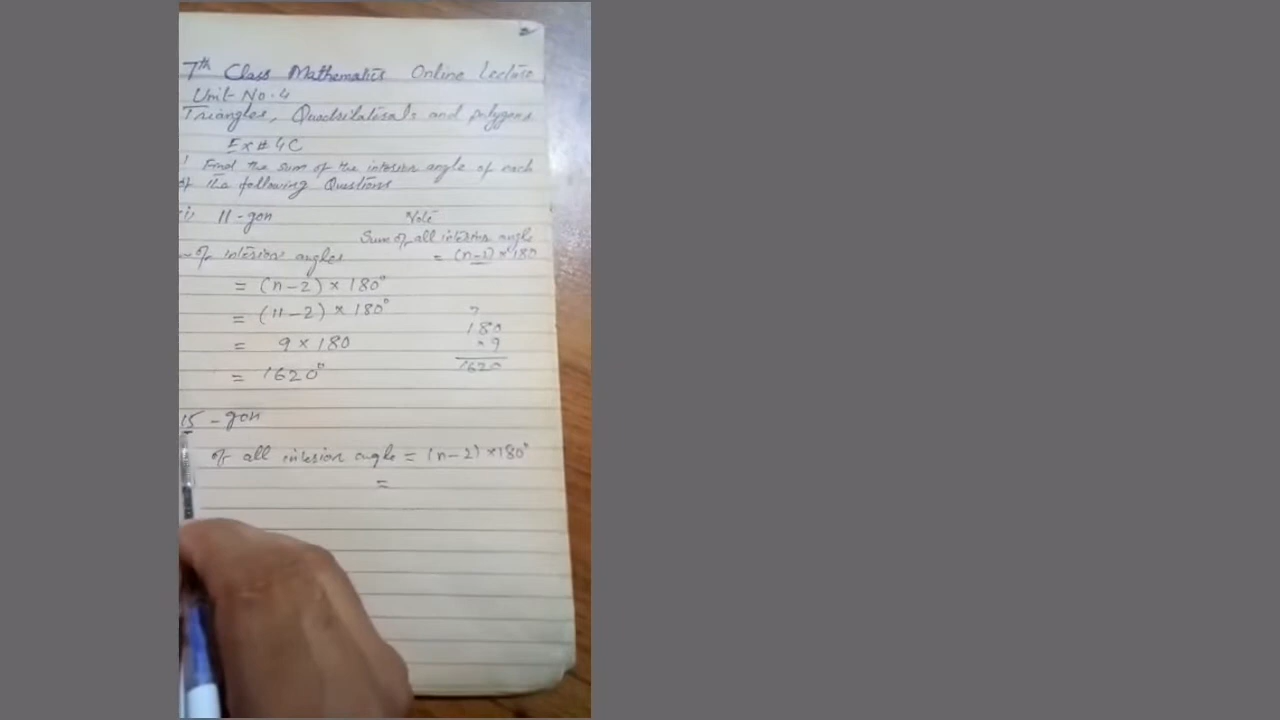 7th Class Mathematics Online Lecture
Unit No. 4
Triangles, Quadrilaterals and polygons
Ex # 4C
1 Find the sum of the interior angle of each
of the following Questions
i) 11-gon
Note
Sum of all interior angle
= (n-2) × 180
of interior angles
= (n-2) × 180°
= (11-2) × 180°
= 9 × 180
= 1620°
180
× 9
1620
15 - gon
of all interior angle = (n-2) × 180°
=